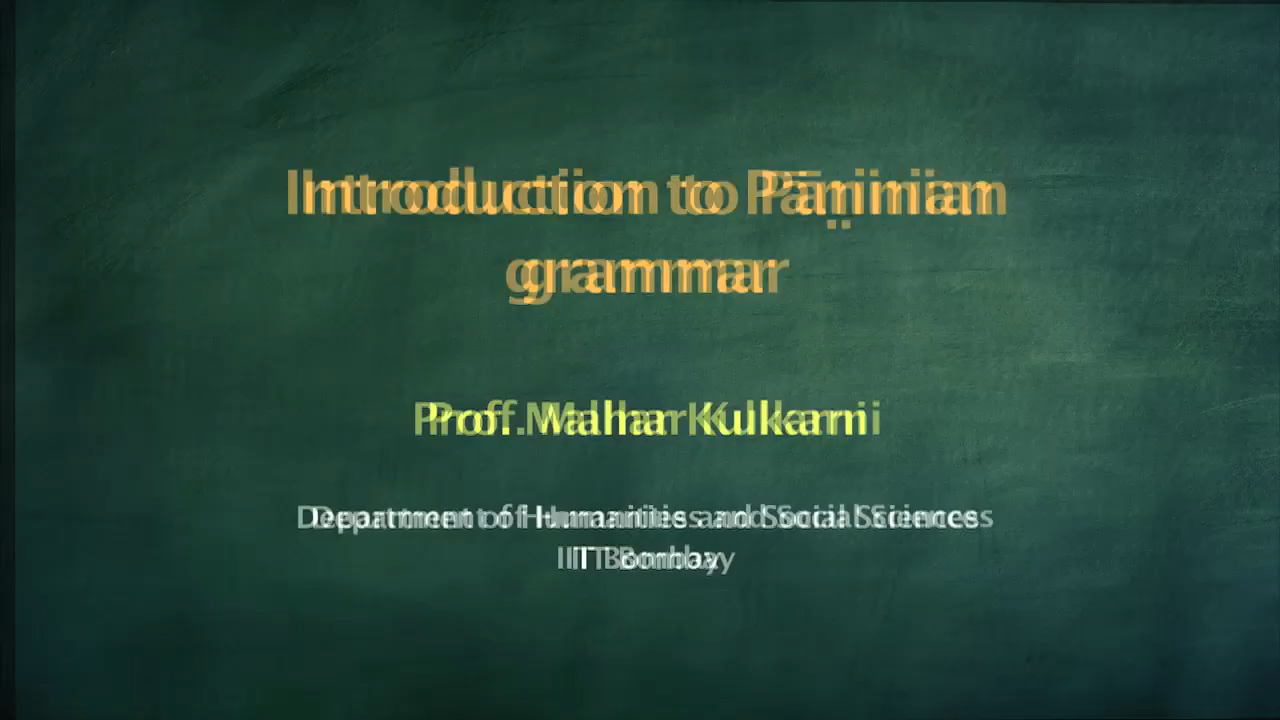 Introduction to Pāṇinian
grammar
Prof. Malhar Kulkarni
Department of Humanities and Social Sciences
IIT Bombay